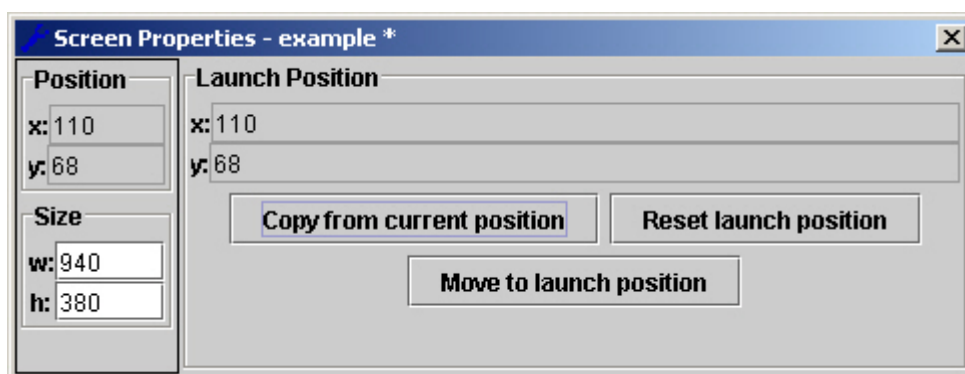 Screen Properties - example *
Position
x: 110
y: 68
Size
w: 940
h: 380
Launch Position
x: 110
y: 68
Copy from current position
Reset launch position
Move to launch position